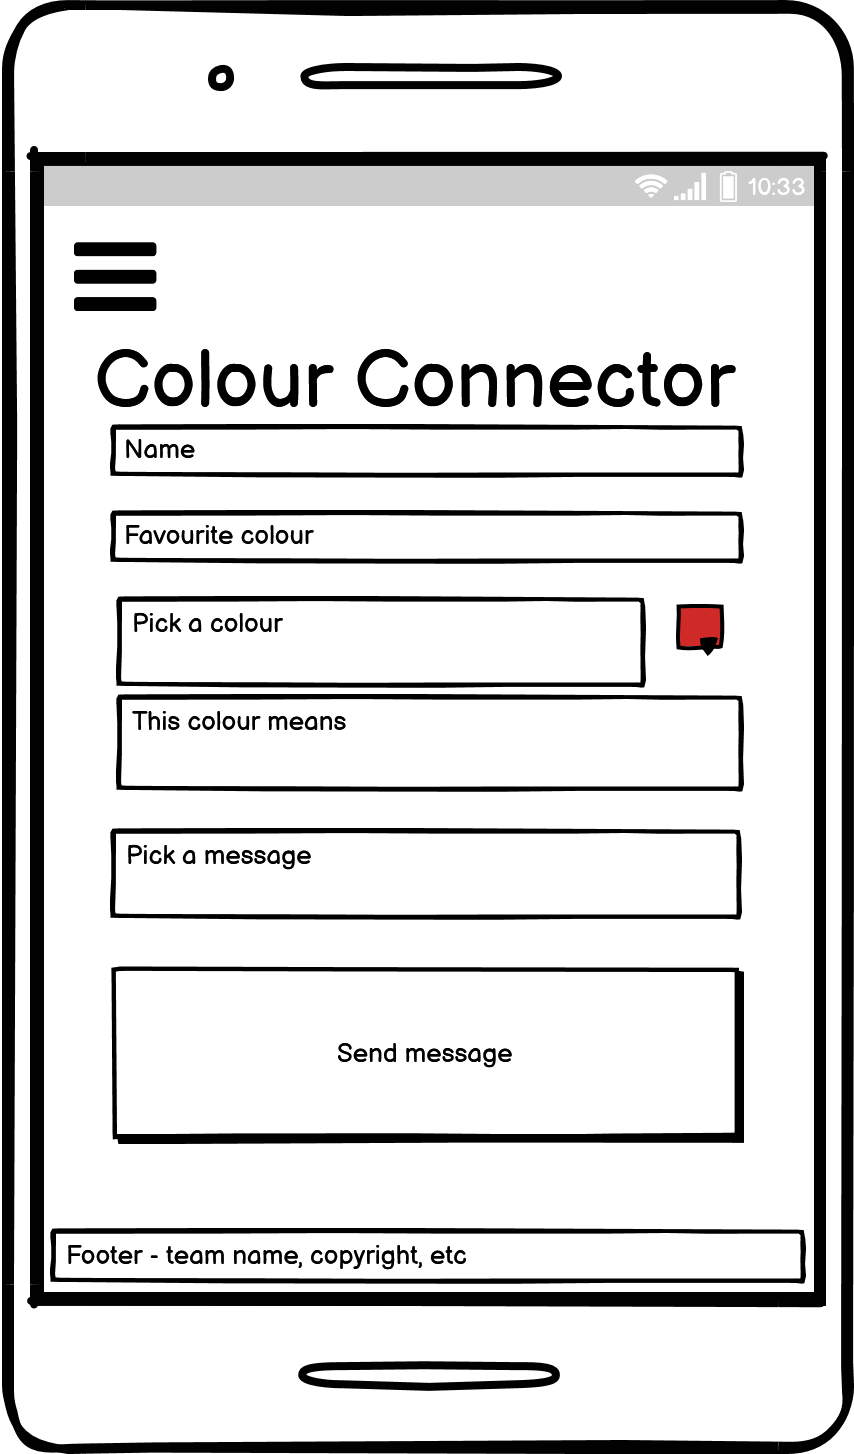 10:33
Colour Connector
Name
Favourite colour
Pick a colour
This colour means
Pick a message
Send message
Footer - team name, copyright, etc